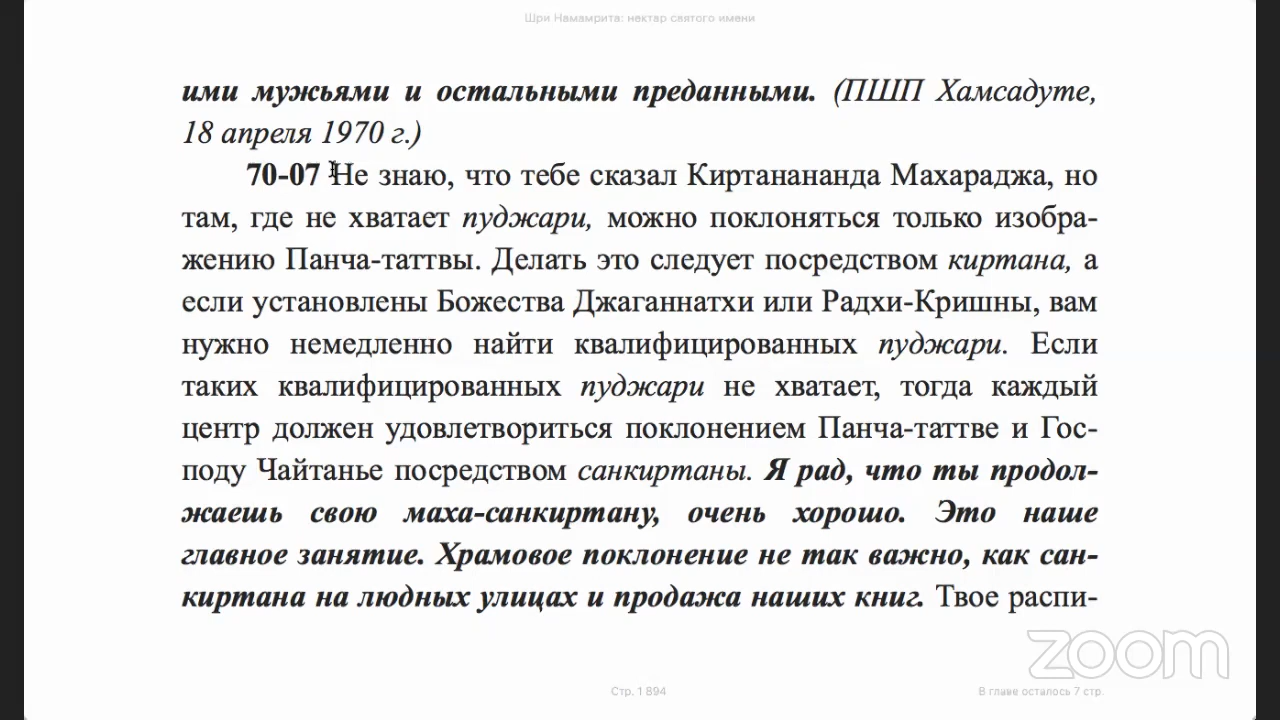 Шри Намамрита: нектар святого имени
ими мужьями и остальными преданными. (ПШП Хамсадуте,
18 апреля 1970 г.)
70-07 Не знаю, что тебе сказал Киртанананда Махараджа, но
там, где не хватает пуджари, можно поклоняться только изобра-
жению Панча-таттвы. Делать это следует посредством киртана, а
если установлены Божества Джаганнатхи или Радхи-Кришны, вам
нужно немедленно найти квалифицированных пуджари. Если
таких квалифицированных пуджари не хватает, тогда каждый
центр должен удовлетвориться поклонением Панча-таттве и Гос-
поду Чайтанье посредством санкиртаны. Я рад, что ты продол-
жаешь свою маха-санкиртану, очень хорошо. Это наше
главное занятие. Храмовое поклонение не так важно, как сан-
киртана на людных улицах и продажа наших книг. Твое распи-
zoom
Стр. 1 894
В главе осталось 7 стр.